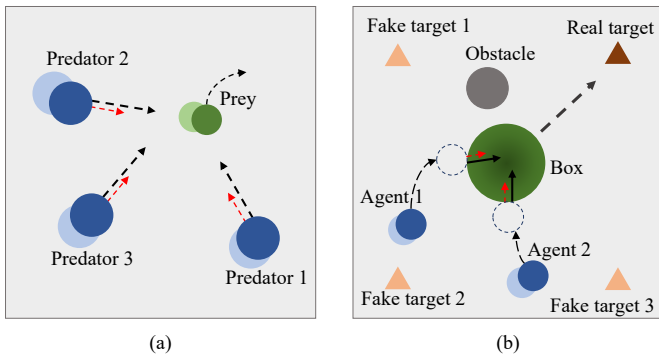 Predator 2
Prey
Predator 3
Predator 1
(a)
Fake target 1
Real target
Obstacle
Box
Agent 1
Agent 2
Fake target 2
Fake target 3
(b)